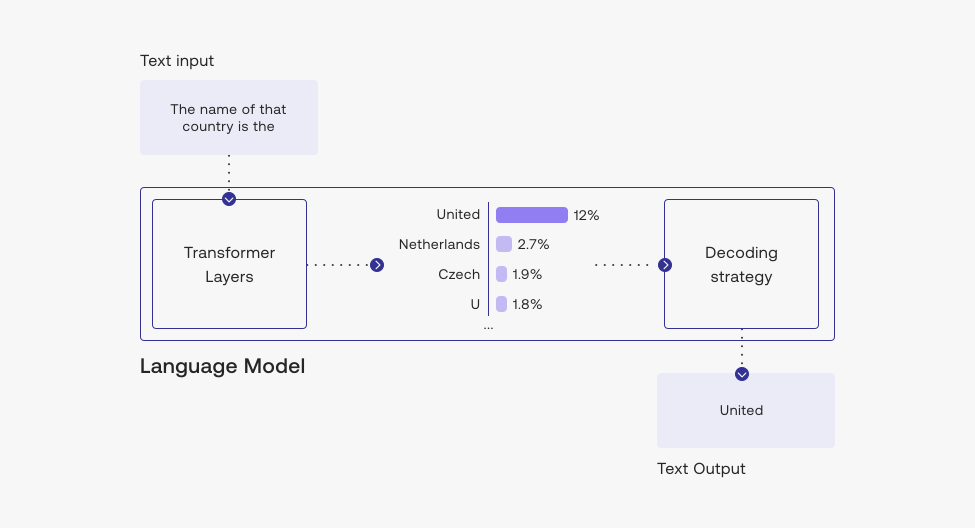 Text input
The name of that
country is the
Transformer
Layers
United 12%
Netherlands 2.7%
Czech 1.9%
U 1.8%
...
Decoding
strategy
Language Model
United
Text Output